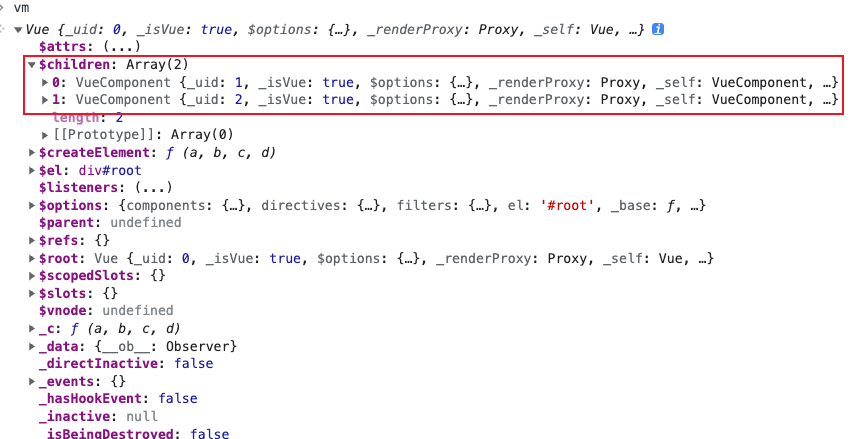 vm
Vue {_uid: 0, _isVue: true, $options: {…}, _renderProxy: Proxy, _self: Vue, …} i
$attrs: (...)
$children: Array(2)
0: VueComponent {_uid: 1, _isVue: true, $options: {…}, _renderProxy: Proxy, _self: VueComponent, …}
1: VueComponent {_uid: 2, _isVue: true, $options: {…}, _renderProxy: Proxy, _self: VueComponent, …}
length: 2
[[Prototype]]: Array(0)
$createElement: ƒ (a, b, c, d)
$el: div#root
$listeners: (...)
$options: {components: {…}, directives: {…}, filters: {…}, el: '#root', _base: ƒ, …}
$parent: undefined
$refs: {}
$root: Vue {_uid: 0, _isVue: true, $options: {…}, _renderProxy: Proxy, _self: Vue, …}
$scopedSlots: {}
$slots: {}
$vnode: undefined
_c: ƒ (a, b, c, d)
_data: {__ob__: Observer}
_directInactive: false
_events: {}
_hasHookEvent: false
_inactive: null
_isBeingDestroyed: false